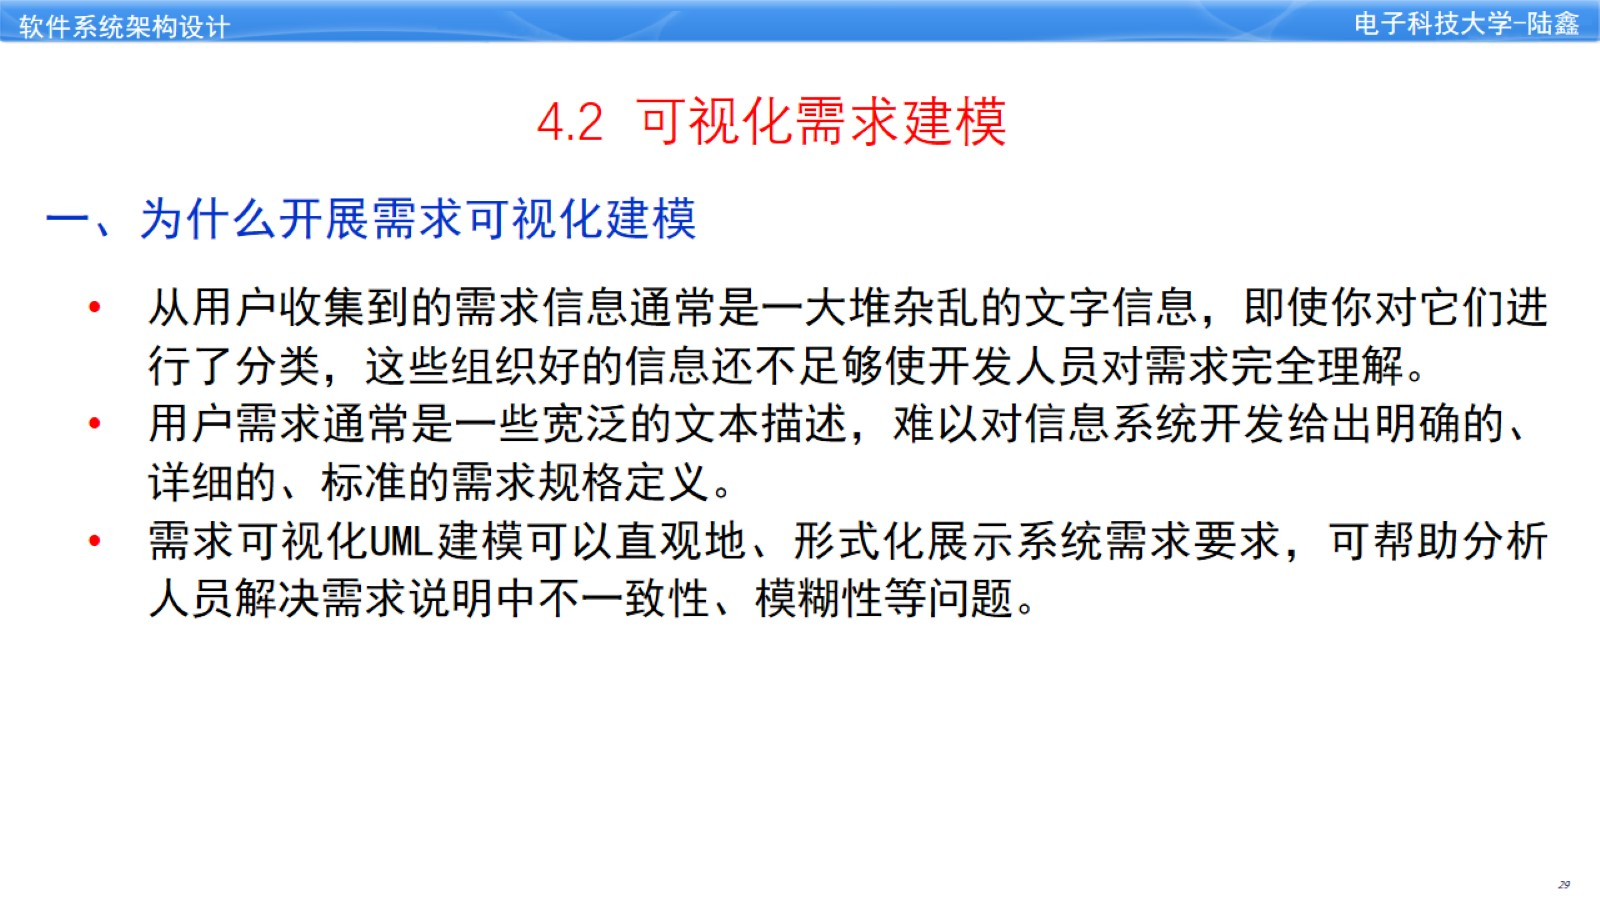 软件系统架构设计
电子科技大学-陆鑫
4.2 可视化需求建模
一、为什么开展需求可视化建模
• 从用户收集到的需求信息通常是一大堆杂乱的文字信息，即使你对它们进
行了分类，这些组织好的信息还不足够使开发人员对需求完全理解。
• 用户需求通常是一些宽泛的文本描述，难以对信息系统开发给出明确的、
详细的、标准的需求规格定义。
• 需求可视化UML建模可以直观地、形式化展示系统需求要求，可帮助分析
人员解决需求说明中不一致性、模糊性等问题。
29